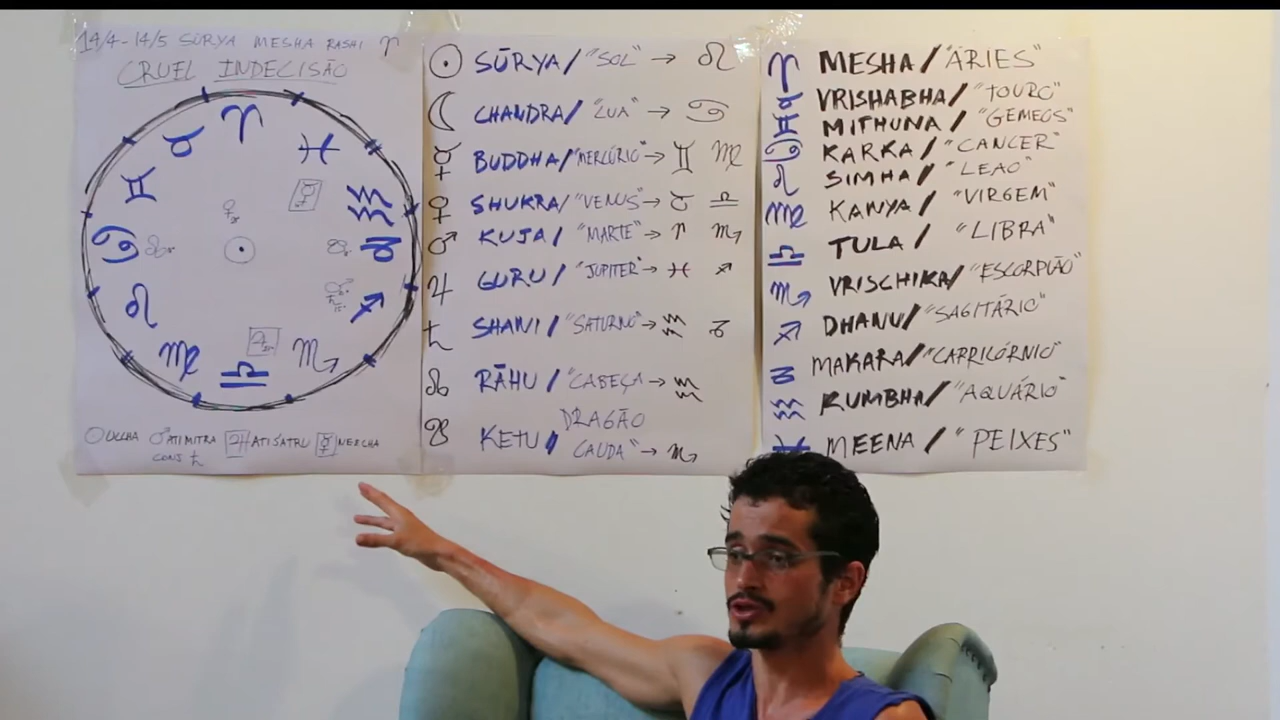 14/4-14/5 SŪRYA MESHA RASHI ♈
CRUEL INDECISÃO
♈
♉ ♓
♊ ☿ ♒
♀
♋ ☊ ☉ ♑
♂
♌ ♄ ♐
♍ ♃ ♏
♎
○UCCHA ♂ATIMITRA ♃ATISATRU ☿NEECHA
CONS ♄
☉ SŪRYA/"SOL" → ♌
☾ CHANDRA/"LUA" → ♋
☿ BUDDHA/"MERCÚRIO" → ♊ ♍
♀ SHUKRA/"VENUS" → ♉ ♎
♂ KUJA/"MARTE" → ♈ ♏
♃ GURU/"JUPITER" → ♓ ♐
♄ SHANI/"SATURNO" → ♒ ♑
☊ RĀHU/"CABEÇA → ♒
DRAGÃO
☋ KETU/ CAUDA" → ♏
♈ MESHA/"ÁRIES"
♉ VRISHABHA/"TOURO"
♊ MITHUNA/"GEMEOS"
♋ KARKA/"CANCER"
♌ SIMHA/"LEAO"
♍ KANYA/"VIRGEM"
♎ TULA/"LIBRA"
♏ VRISCHIKA/"ESCORPIÃO"
♐ DHANU/"SAGITÁRIO"
♑ MAKARA/"CAPRICÓRNIO"
♒ KUMBHA/"AQUÁRIO"
♓ MEENA/"PEIXES"